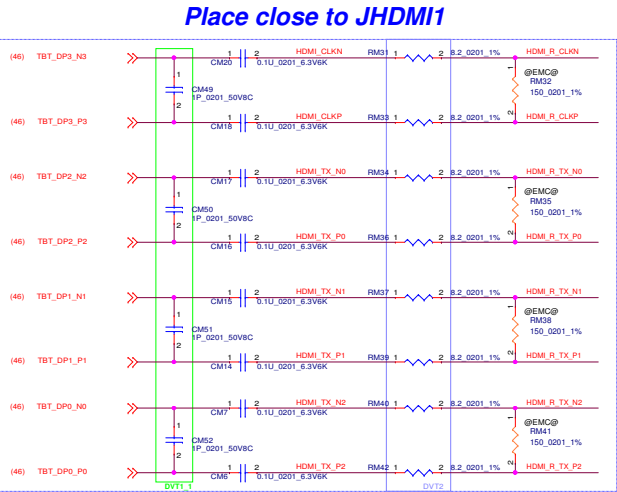 Place close to JHDMI1
(46) TBT_DP3_N3 1 2 HDMI_CLKN RM31 1 2 8.2_0201_1% HDMI_R_CLKN
CM20 0.1U_0201_6.3V6K
1 @EMC@
CM49 RM32
1P_0201_50V8C 150_0201_1%
2 2
(46) TBT_DP3_P3 1 2 HDMI_CLKP RM33 1 2 8.2_0201_1% HDMI_R_CLKP
CM18 0.1U_0201_6.3V6K
(46) TBT_DP2_N2 1 2 HDMI_TX_N0 RM34 1 2 8.2_0201_1% HDMI_R_TX_N0
CM17 0.1U_0201_6.3V6K
1 1 @EMC@
CM50 RM35
1P_0201_50V8C 150_0201_1%
2 2
(46) TBT_DP2_P2 1 2 HDMI_TX_P0 RM36 1 2 8.2_0201_1% HDMI_R_TX_P0
CM16 0.1U_0201_6.3V6K
(46) TBT_DP1_N1 1 2 HDMI_TX_N1 RM37 1 2 8.2_0201_1% HDMI_R_TX_N1
CM15 0.1U_0201_6.3V6K
1 1 @EMC@
CM51 RM38
1P_0201_50V8C 150_0201_1%
2 2
(46) TBT_DP1_P1 1 2 HDMI_TX_P1 RM39 1 2 8.2_0201_1% HDMI_R_TX_P1
CM14 0.1U_0201_6.3V6K
(46) TBT_DP0_N0 1 2 HDMI_TX_N2 RM40 1 2 8.2_0201_1% HDMI_R_TX_N2
CM7 0.1U_0201_6.3V6K
1 1 @EMC@
CM52 RM41
1P_0201_50V8C 150_0201_1%
2 2
(46) TBT_DP0_P0 1 2 HDMI_TX_P2 RM42 1 2 8.2_0201_1% HDMI_R_TX_P2
CM6 0.1U_0201_6.3V6K
DVT1_1 DVT2